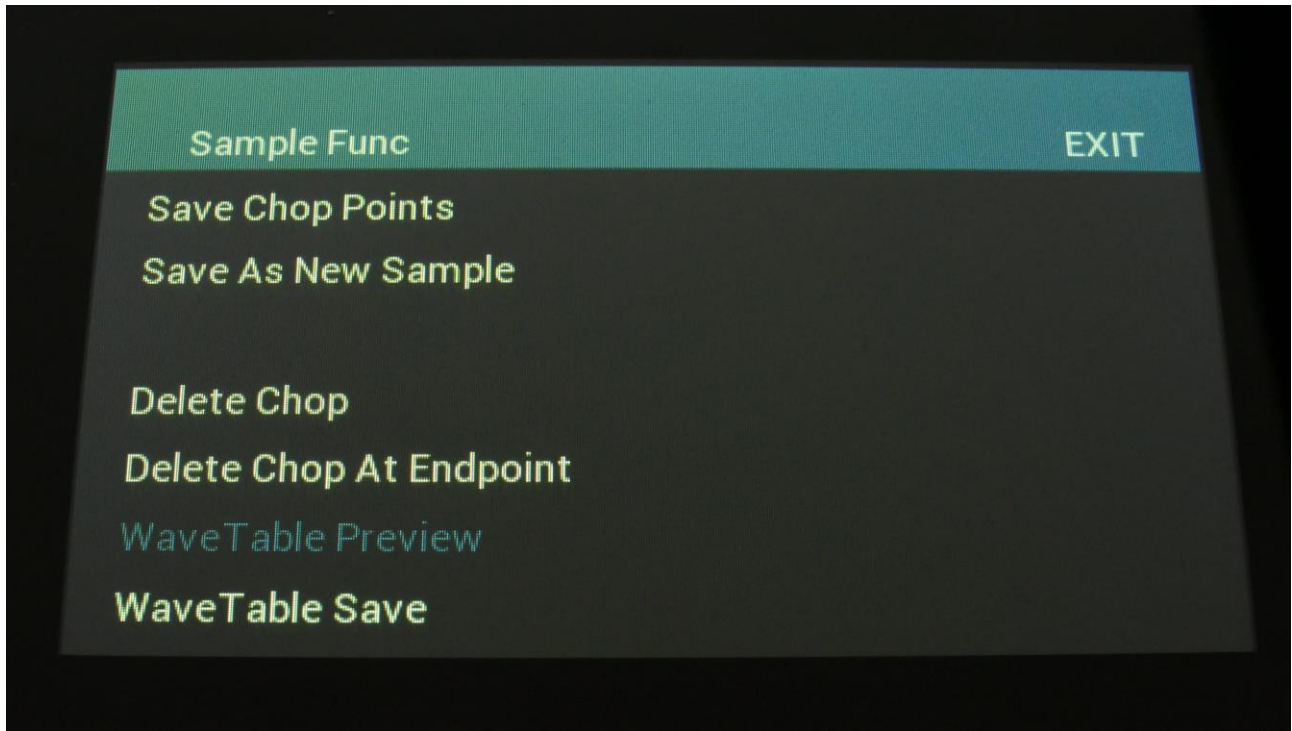 Sample Func EXIT
Save Chop Points
Save As New Sample
Delete Chop
Delete Chop At Endpoint
WaveTable Preview
WaveTable Save